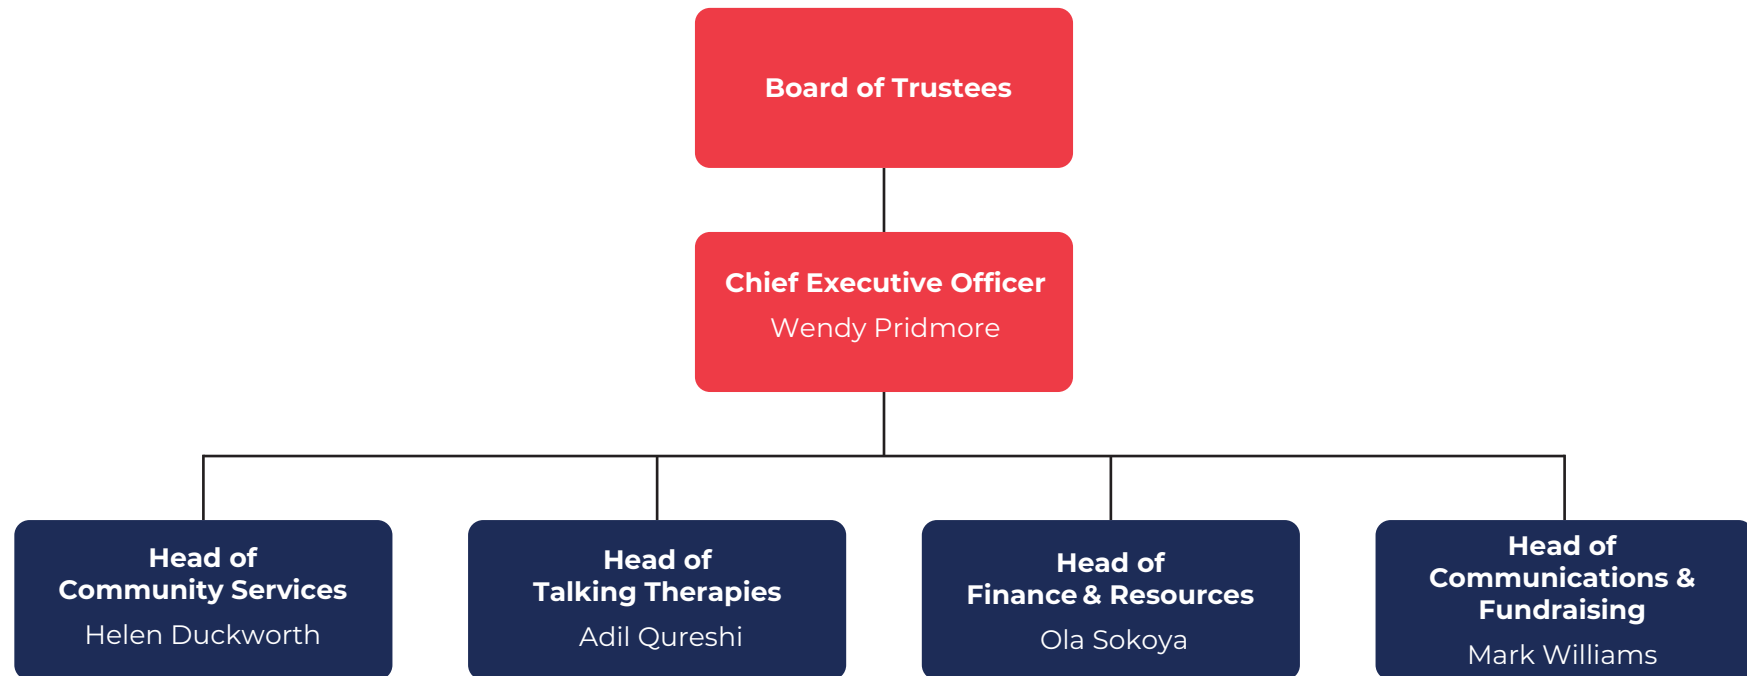 Board of Trustees
Chief Executive Officer
Wendy Pridmore
Head of
Community Services
Helen Duckworth
Head of
Talking Therapies
Adil Qureshi
Head of
Finance & Resources
Ola Sokoya
Head of
Communications &
Fundraising
Mark Williams